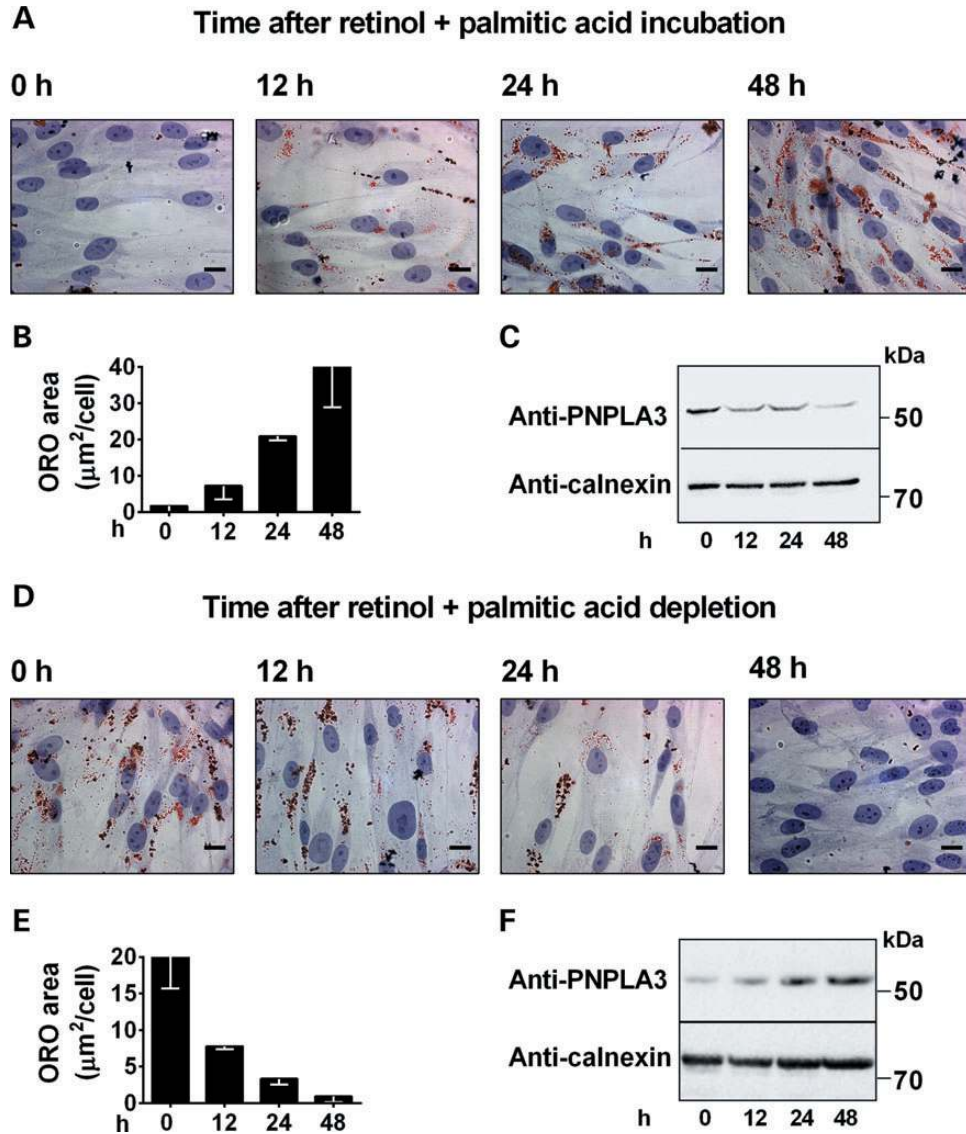 A
Time after retinol + palmitic acid incubation
0 h 12 h 24 h 48 h
B
ORO area
(μm²/cell)
40
30
20
10
0
h 0 12 24 48
C
kDa
Anti-PNPLA3
50
Anti-calnexin
70
h 0 12 24 48
D
Time after retinol + palmitic acid depletion
0 h 12 h 24 h 48 h
E
ORO area
(μm²/cell)
20
15
10
5
0
h 0 12 24 48
F
kDa
Anti-PNPLA3
50
Anti-calnexin
70
h 0 12 24 48